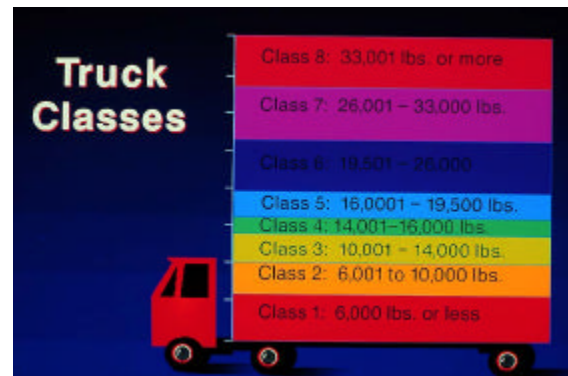 Truck
Classes
Class 8: 33,001 lbs. or more
Class 7: 26,001 – 33,000 lbs.
Class 6: 19,501 – 26,000
Class 5: 16,0001 – 19,500 lbs.
Class 4: 14,001–16,000 lbs.
Class 3: 10,001 – 14,000 lbs.
Class 2: 6,001 to 10,000 lbs.
Class 1: 6,000 lbs. or less